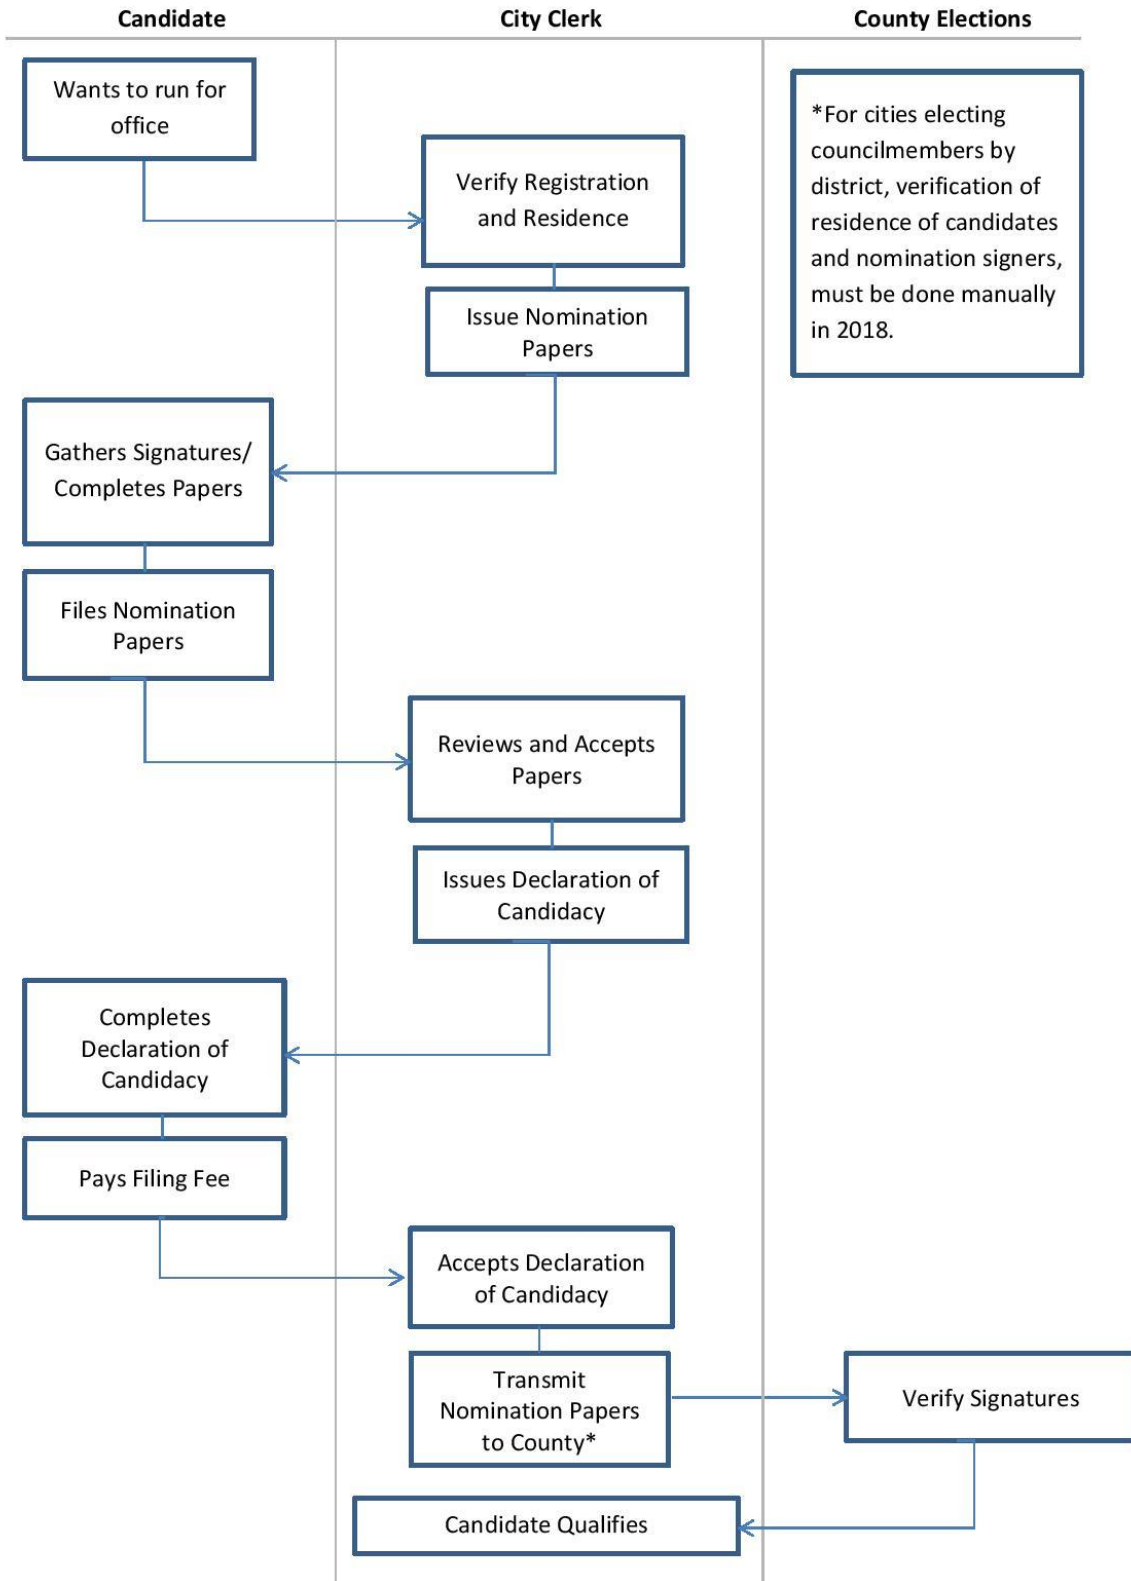 Candidate
City Clerk
County Elections
Wants to run for
office
*For cities electing
councilmembers by
district, verification of
residence of candidates
and nomination signers,
must be done manually
in 2018.
Verify Registration
and Residence
Issue Nomination
Papers
Gathers Signatures/
Completes Papers
Files Nomination
Papers
Reviews and Accepts
Papers
Issues Declaration of
Candidacy
Completes
Declaration of
Candidacy
Pays Filing Fee
Accepts Declaration
of Candidacy
Transmit
Nomination Papers
to County*
Verify Signatures
Candidate Qualifies